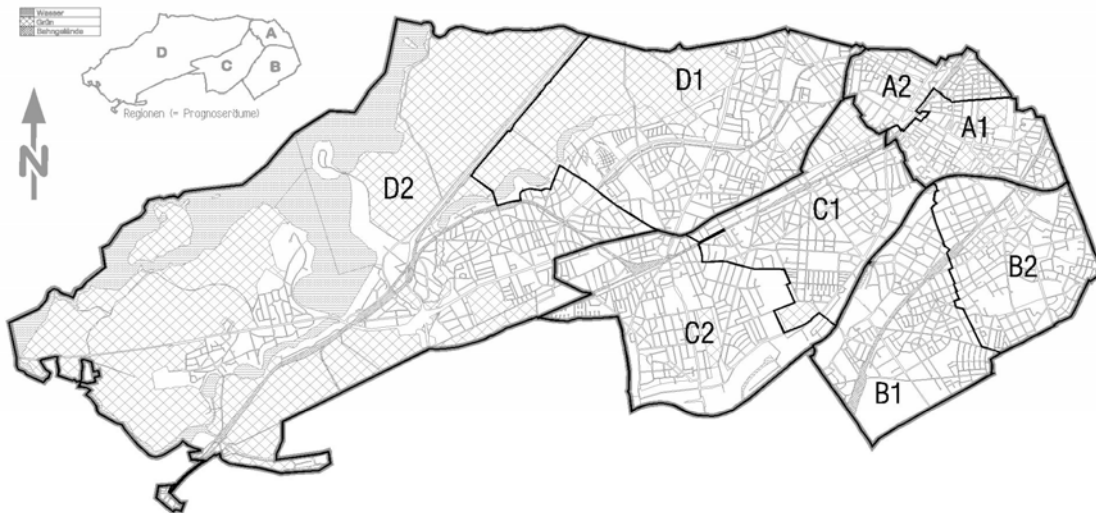 Wasser
Grün
Bahngelände
D
A
C
B
Regionen (= Prognoseräume)
N
D1
A2
A1
D2
C1
B2
C2
B1